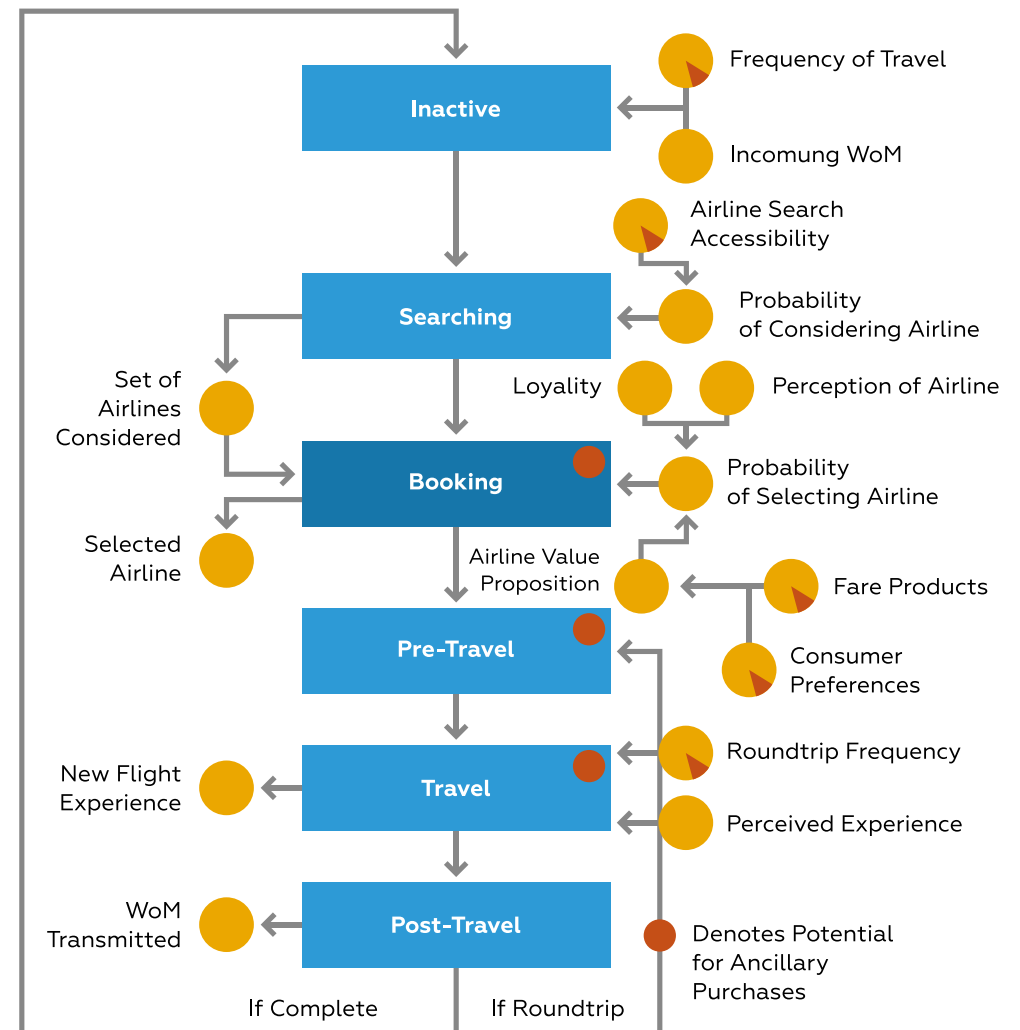 Frequency of Travel
Inactive
Incomung WoM
Airline Search
Accessibility
Searching
Probability
of Considering Airline
Set of
Airlines
Considered
Loyality
Perception of Airline
Booking
Probability
of Selecting Airline
Selected
Airline
Airline Value
Proposition
Fare Products
Pre-Travel
Consumer
Preferences
New Flight
Experience
Travel
Roundtrip Frequency
Perceived Experience
WoM
Transmitted
Post-Travel
Denotes Potential
for Ancillary
Purchases
If Complete
If Roundtrip